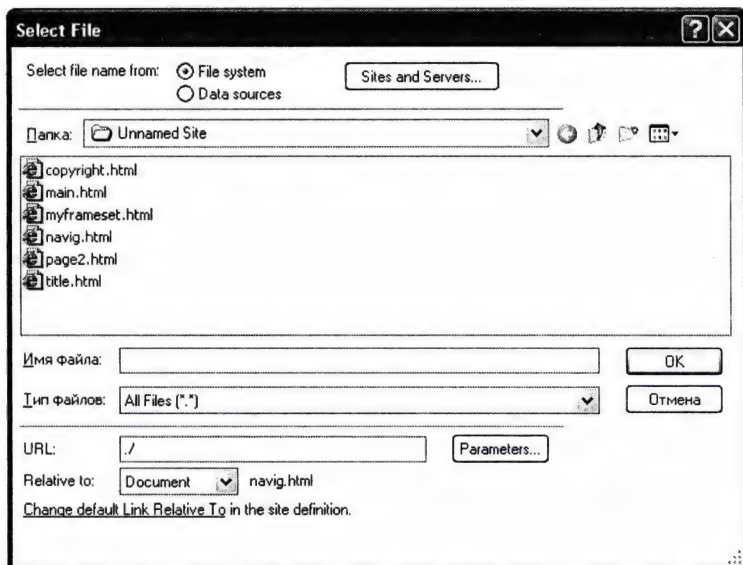 Select File
Select file name from: File system Sites and Servers...
Data sources
Папка: Unnamed Site
copyright.html
main.html
myframeset.html
navig.html
page2.html
title.html
Имя файла: OK
Тип файлов: All Files (*.*) Отмена
URL: ./ Parameters...
Relative to: Document navig.html
Change default Link Relative To in the site definition.